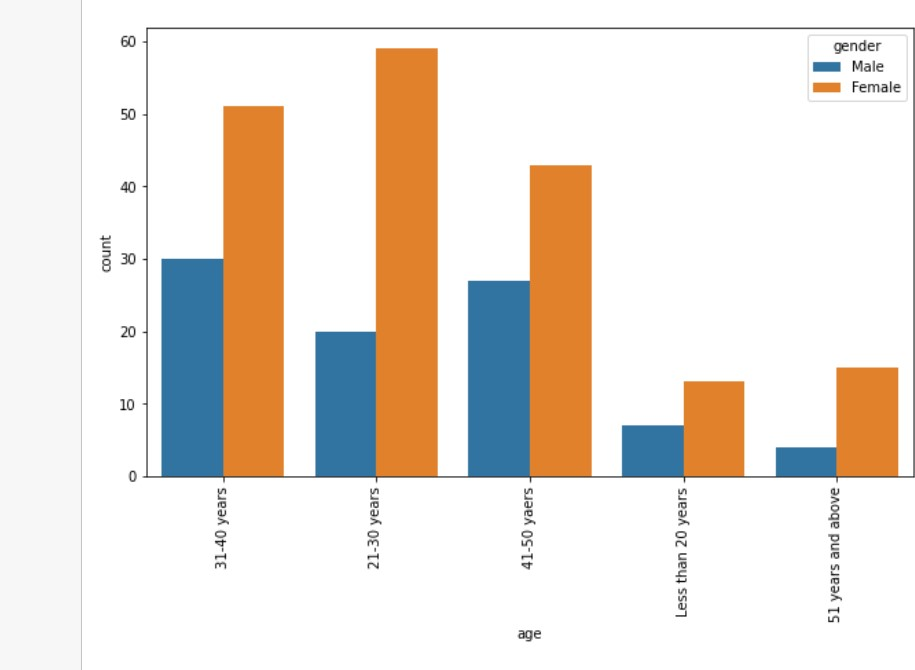 gender
Male
Female
60
50
40
30
20
10
0
count
31-40 years
21-30 years
41-50 yaers
Less than 20 years
51 years and above
age